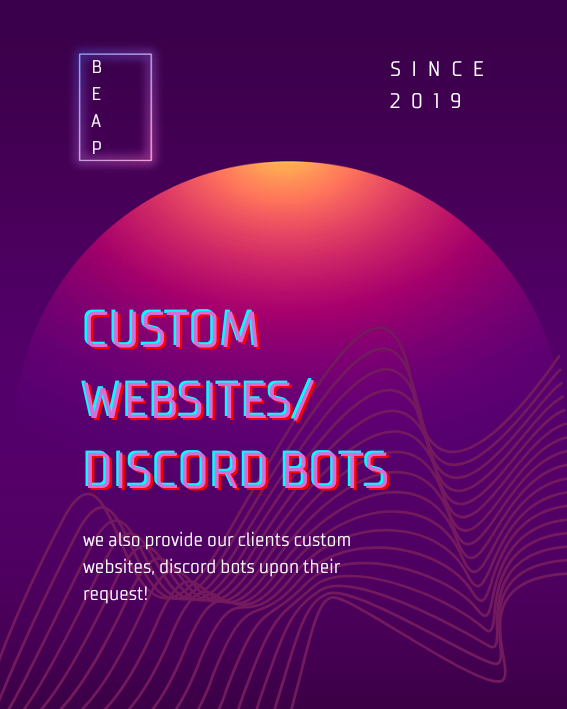 B
E
A
P
SINCE
2019
CUSTOM
WEBSITES/
DISCORD BOTS
we also provide our clients custom
websites, discord bots upon their
request!